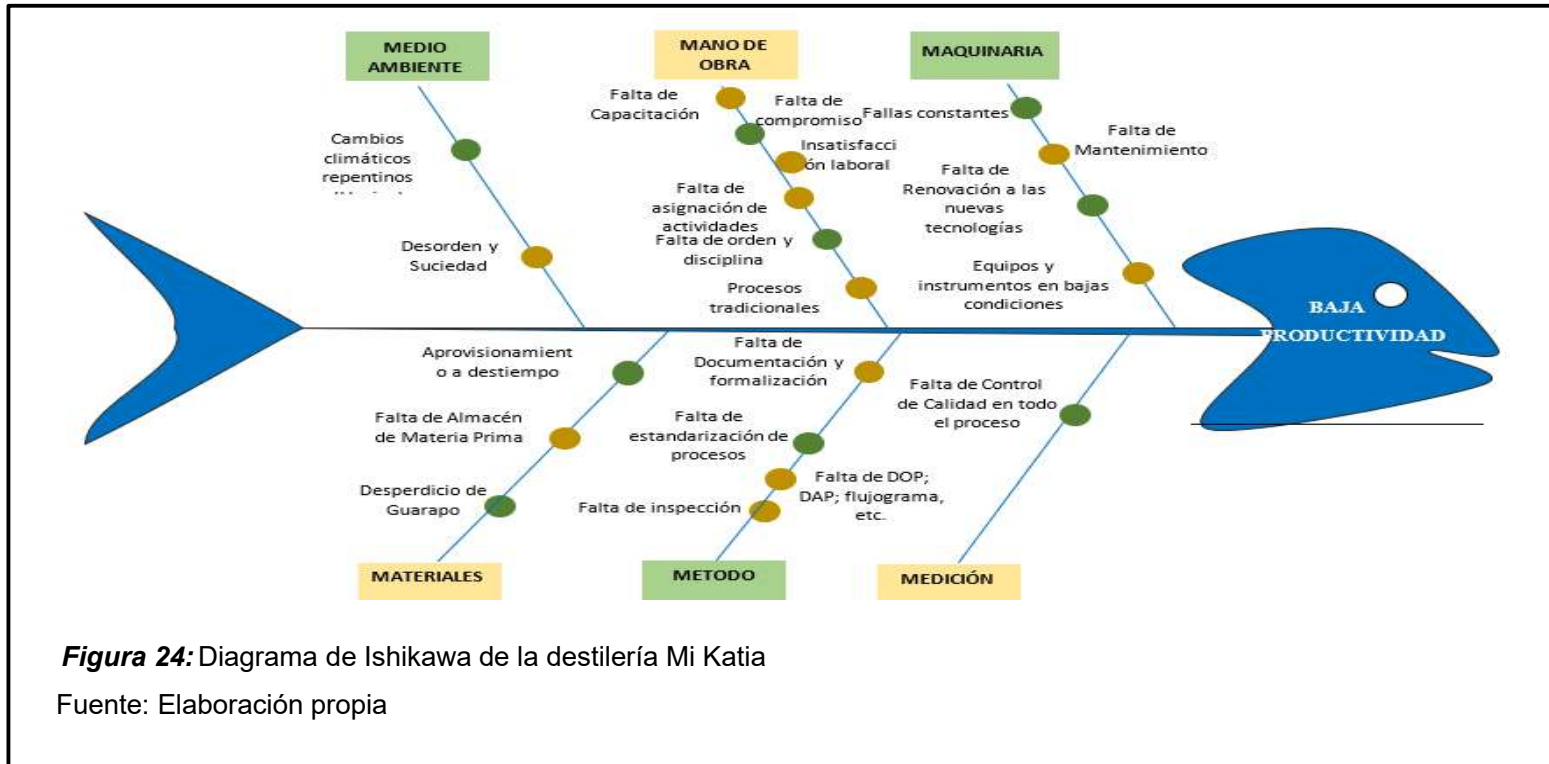 MEDIO
AMBIENTE
Cambios
climáticos
repentinos
Desorden y
Suciedad
MANO DE
OBRA
Falta de
Capacitación
Falta de
compromiso
Insatisfacci
ón laboral
Falta de
asignación de
actividades
Falta de orden y
disciplina
Procesos
tradicionales
MAQUINARIA
Fallas constantes
Falta de
Mantenimiento
Falta de
Renovación a las
nuevas
tecnologías
Equipos y
instrumentos en bajas
condiciones
BAJA
PRODUCTIVIDAD
Aprovisionamient
o a destiempo
Falta de Almacén
de Materia Prima
Desperdicio de
Guarapo
MATERIALES
Falta de
Documentación y
formalización
Falta de
estandarización de
procesos
Falta de DOP;
DAP; flujograma,
etc.
Falta de inspección
METODO
Falta de Control
de Calidad en todo
el proceso
MEDICIÓN
Figura 24: Diagrama de Ishikawa de la destilería Mi Katia
Fuente: Elaboración propia